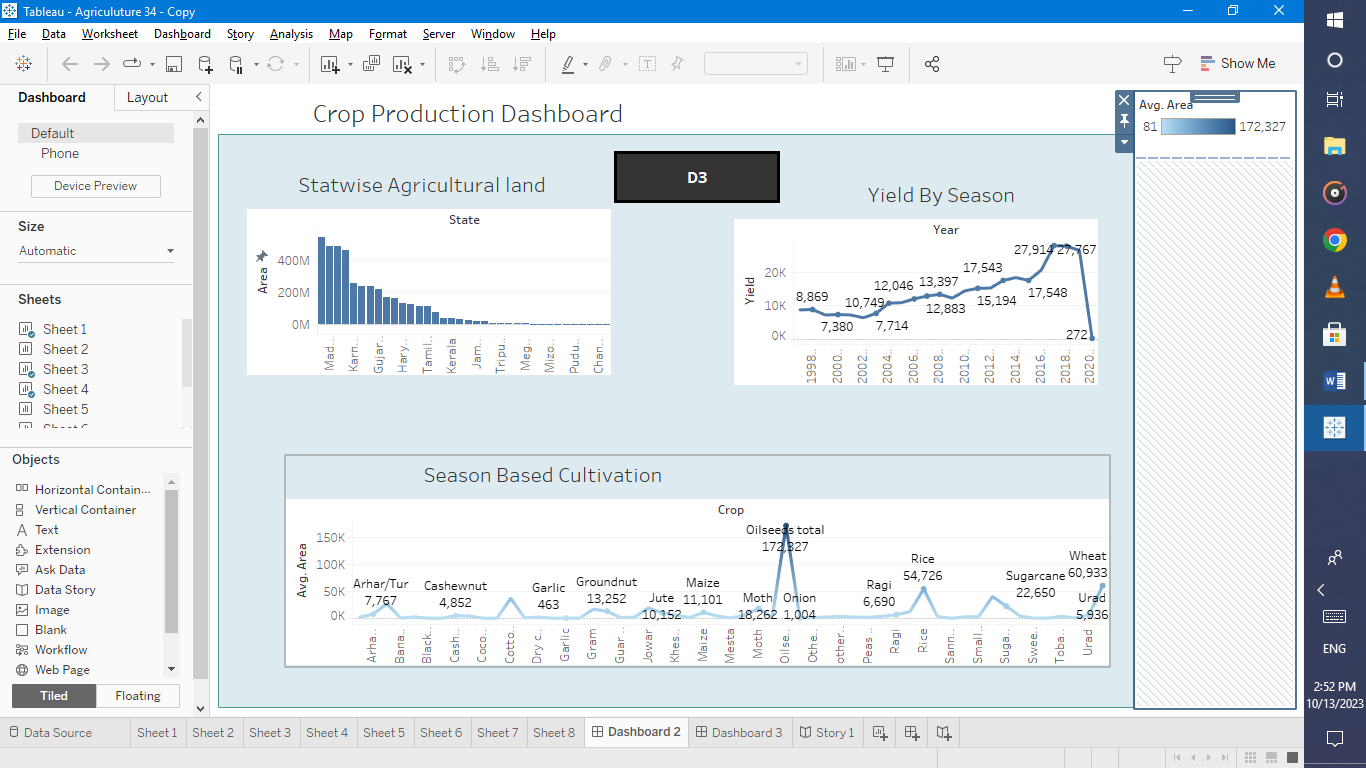 Tableau - Agriculuture 34 - Copy
File Data Worksheet Dashboard Story Analysis Map Format Server Window Help
Show Me
Dashboard Layout
Default
Phone
Device Preview
Size
Automatic
Sheets
Sheet 1
Sheet 2
Sheet 3
Sheet 4
Sheet 5
Objects
Horizontal Contain...
Vertical Container
Text
Extension
Ask Data
Data Story
Image
Blank
Workflow
Web Page
Tiled Floating
Crop Production Dashboard
D3
Statwise Agricultural land
State
Area
400M
200M
0M
Mad.. Karn.. Gujar.. Hary.. Tamil.. Kerala Jam.. Tripu.. Meg.. Mizo.. Pudu.. Chan..
Yield By Season
Year
Yield
20K
10K
0K
8,869
7,380
10,749
7,714
12,046
13,397
12,883
17,543
15,194
27,914
17,548
27,767
272
1998.. 2000.. 2002.. 2004.. 2006.. 2008.. 2010.. 2012.. 2014.. 2016.. 2018.. 2020..
Season Based Cultivation
Crop
Avg. Area
150K
100K
50K
0K
Arhar/Tur
7,767
Cashewnut
4,852
Garlic
463
Groundnut
13,252
Jute
10,152
Maize
11,101
Moth
18,262
Oilseeds total
172,327
Onion
1,004
Ragi
6,690
Rice
54,726
Sugarcane
22,650
Wheat
60,933
Urad
5,936
Arha.. Bana.. Black.. Cash.. Coco.. Cotto.. Dry c.. Garlic Gram Guar .. Jowar Khes.. Maize Mesta Moth Oilse.. Othe.. other.. Peas .. Ragi Rice Sann.. Small.. Suga.. Swee.. Toba.. Urad
Avg. Area
81 172,327
Data Source Sheet 1 Sheet 2 Sheet 3 Sheet 4 Sheet 5 Sheet 6 Sheet 7 Sheet 8 Dashboard 2 Dashboard 3 Story 1
ENG
2:52 PM
10/13/2023